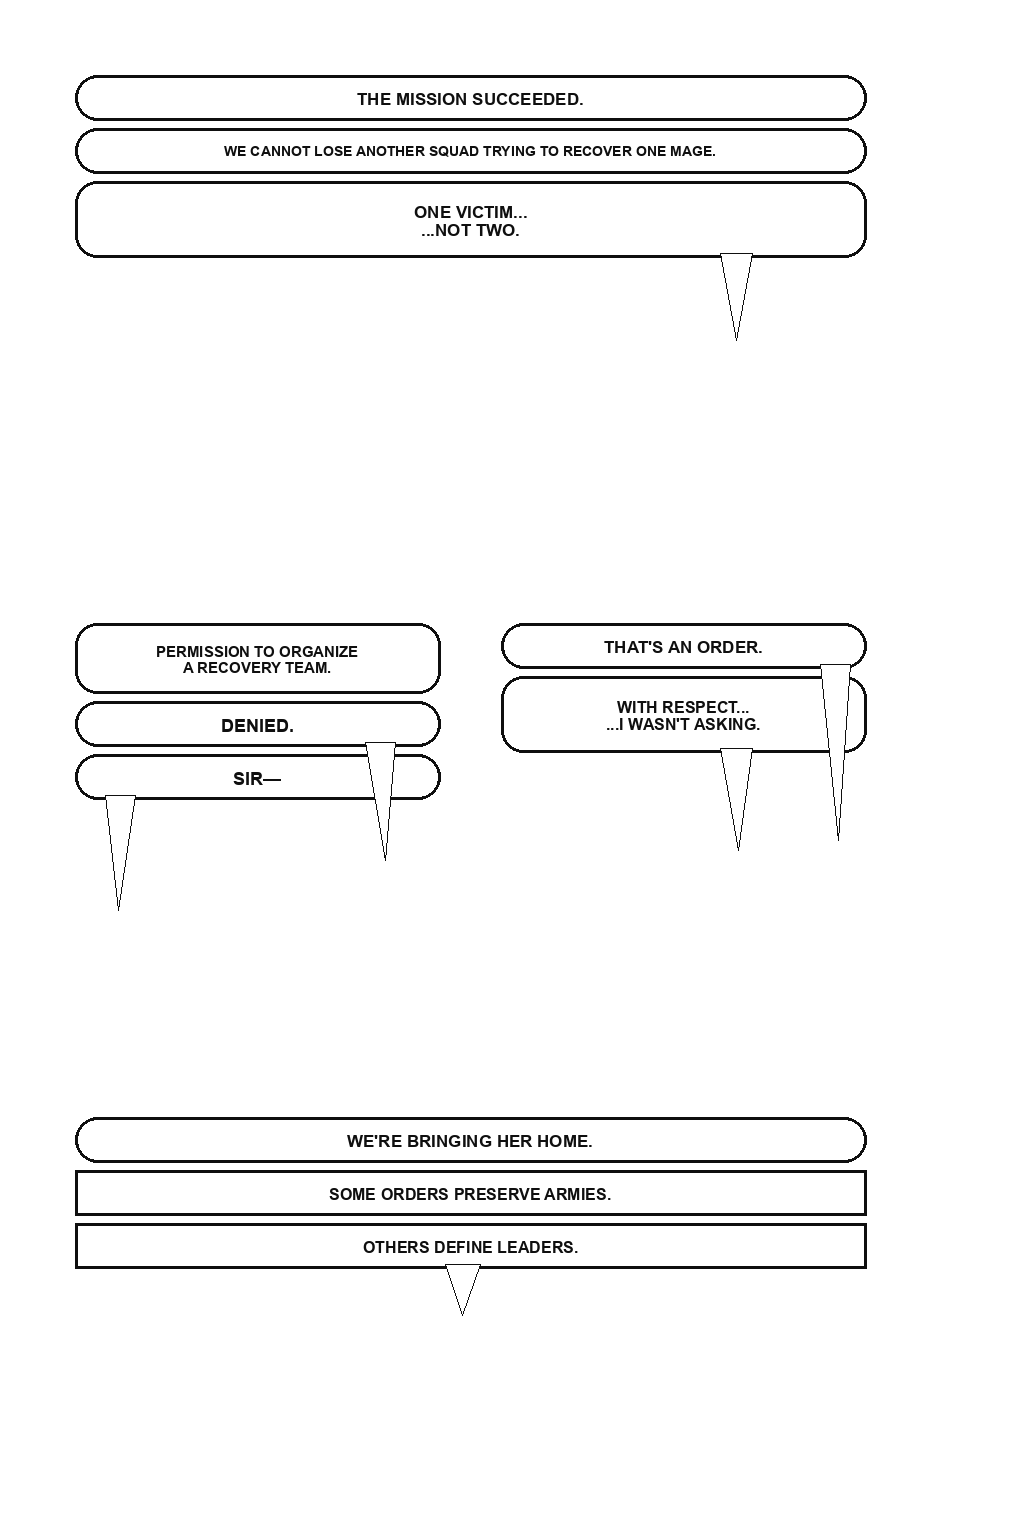 THE MISSION SUCCEEDED.
WE CANNOT LOSE ANOTHER SQUAD TRYING TO RECOVER ONE MAGE.
ONE VICTIM...
...NOT TWO.
PERMISSION TO ORGANIZE
A RECOVERY TEAM.
DENIED.
SIR—
THAT'S AN ORDER.
WITH RESPECT...
...I WASN'T ASKING.
WE'RE BRINGING HER HOME.
SOME ORDERS PRESERVE ARMIES.
OTHERS DEFINE LEADERS.